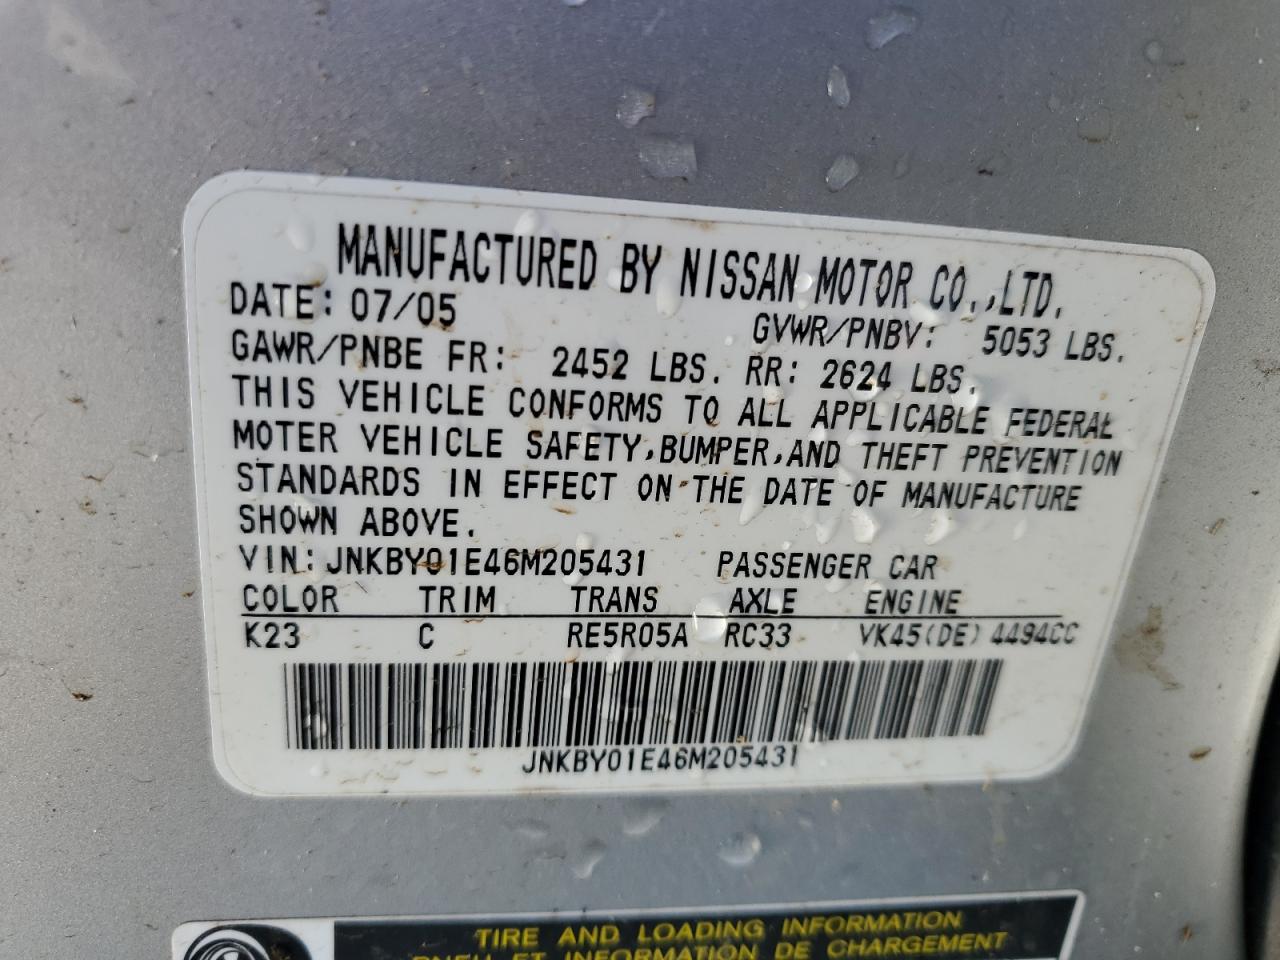 MANUFACTURED BY NISSAN MOTOR CO.,LTD.
DATE: 07/05 GVWR/PNBV: 5053 LBS.
GAWR/PNBE FR: 2452 LBS. RR: 2624 LBS.
THIS VEHICLE CONFORMS TO ALL APPLICABLE FEDERAL
MOTER VEHICLE SAFETY,BUMPER,AND THEFT PREVENTION
STANDARDS IN EFFECT ON THE DATE OF MANUFACTURE
SHOWN ABOVE.
VIN: JNKBY01E46M205431 PASSENGER CAR
COLOR TRIM TRANS AXLE ENGINE
K23 C RE5R05A RC33 VK45(DE) 4494CC
JNKBY01E46M205431
TIRE AND LOADING INFORMATION
PNEU ET INFORMATION DE CHARGEMENT